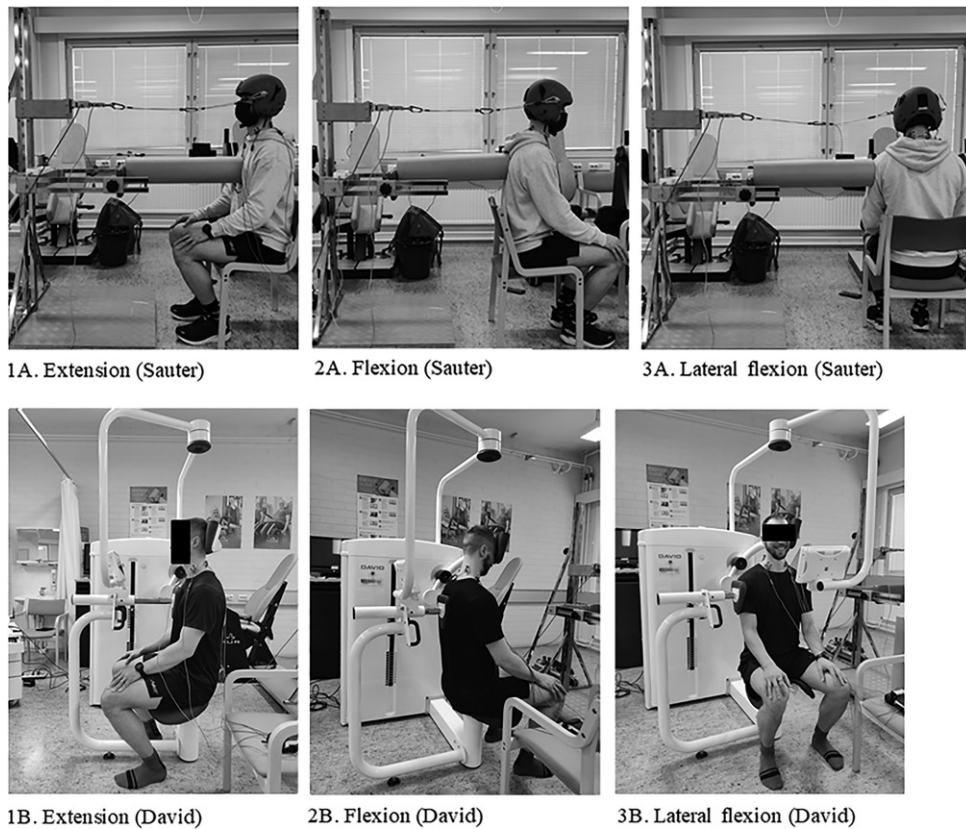 1A. Extension (Sauter)
2A. Flexion (Sauter)
3A. Lateral flexion (Sauter)
DAVID
DAVID
1B. Extension (David)
2B. Flexion (David)
3B. Lateral flexion (David)